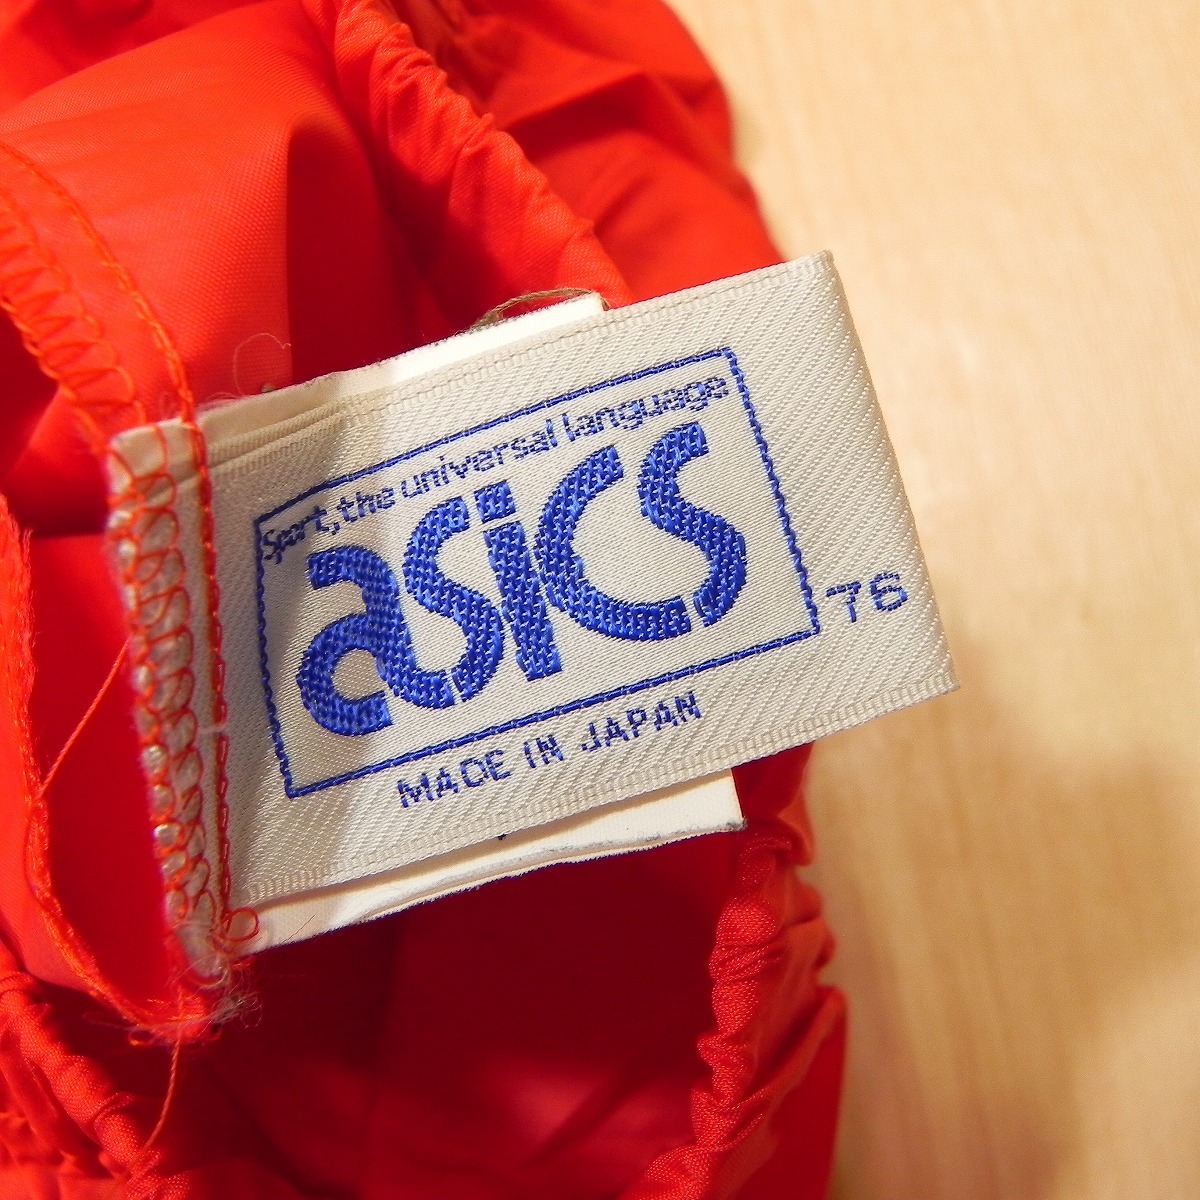 Sport, the universal language
asics
76
MADE IN JAPAN